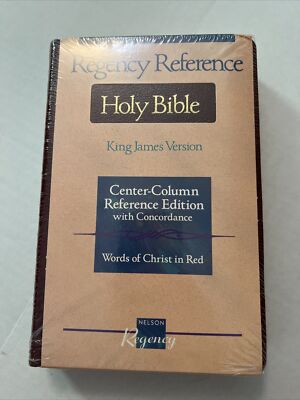 Regency Reference
Holy Bible
King James Version
Center-Column
Reference Edition
with Concordance
Words of Christ in Red
NELSON
Regency